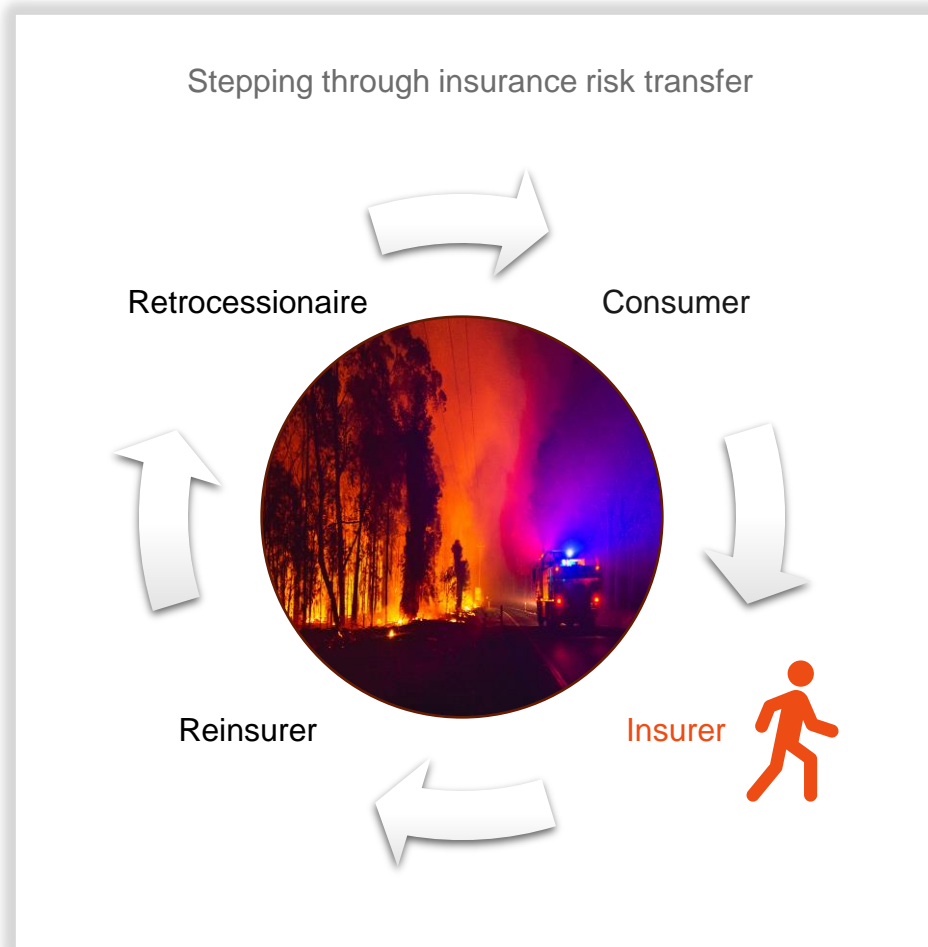 Stepping through insurance risk transfer
Retrocessionaire
Consumer
Reinsurer
Insurer